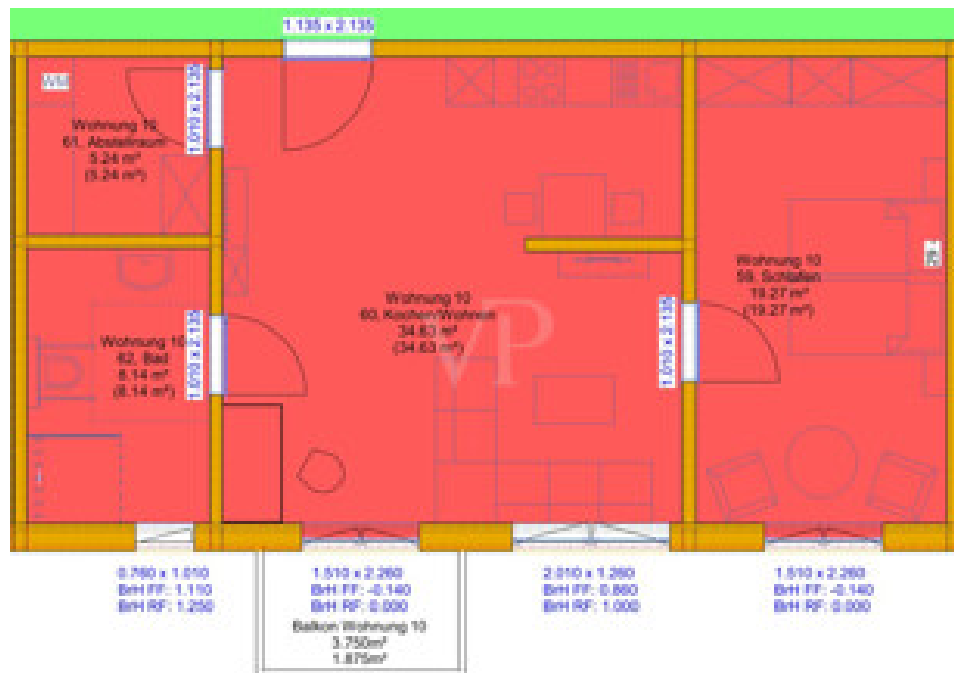 1.135 x 2.135
1.010 x 2.135
Wohnung 10
61, Abstellraum
5.24 m²
(5.24 m²)
Wohnung 10
59, Schlafen
19.27 m²
(19.27 m²)
Wohnung 10
60, Kochen/Wohnen
34.63 m²
(34.63 m²)
VP
Wohnung 10
62, Bad
8.14 m²
(8.14 m²)
1.010 x 2.135
1.010 x 2.135
0.760 x 1.010
BrH FF: 1.110
BrH RF: 1.250
1.510 x 2.260
BrH FF: -0.140
BrH RF: 0.000
2.010 x 1.260
BrH FF: 0.860
BrH RF: 1.000
1.510 x 2.260
BrH FF: -0.140
BrH RF: 0.000
Balkon Wohnung 10
3.750m²
1.875m²